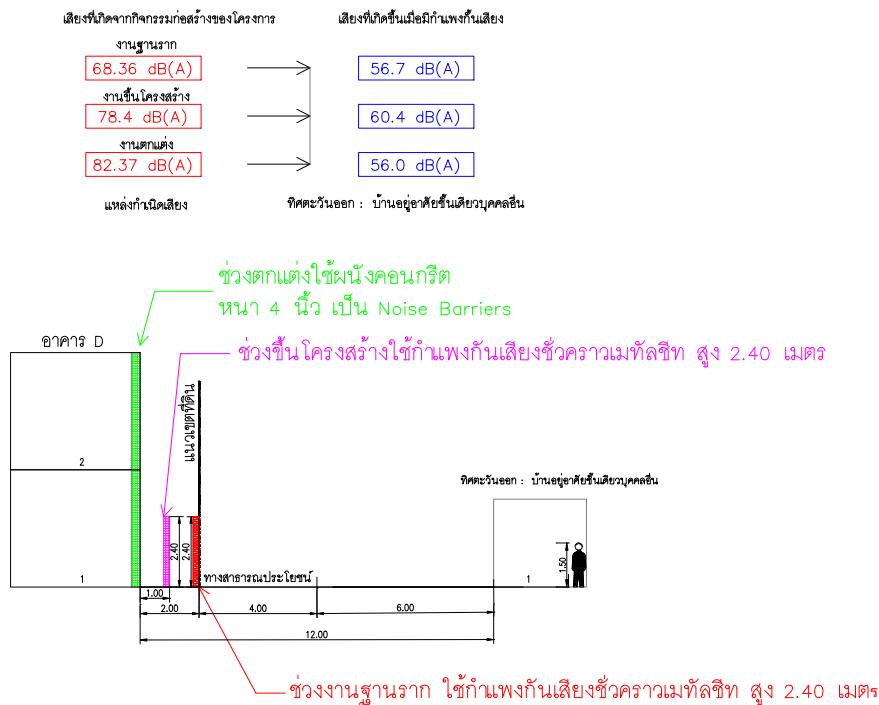 เสียงที่เกิดจากกิจกรรมก่อสร้างของโครงการ
เสียงที่เกิดขึ้นเมื่อมีกำแพงกั้นเสียง
งานฐานราก
68.36 dB(A)
56.7 dB(A)
งานขึ้นโครงสร้าง
78.4 dB(A)
60.4 dB(A)
งานตกแต่ง
82.37 dB(A)
56.0 dB(A)
แหล่งกำเนิดเสียง
ทิศตะวันออก : บ้านอยู่อาศัยชั้นเดียวบุคคลอื่น
ช่วงตกแต่งใช้ผนังคอนกรีต
หนา 4 นิ้ว เป็น Noise Barriers
อาคาร D
ช่วงขึ้นโครงสร้างใช้กำแพงกันเสียงชั่วคราวเมทัลชีท สูง 2.40 เมตร
แนวเขตที่ดิน
2
ทิศตะวันออก : บ้านอยู่อาศัยชั้นเดียวบุคคลอื่น
2.40
2.40
1.50
1
ทางสาธารณประโยชน์
1
1.00
2.00
4.00
6.00
12.00
ช่วงงานฐานราก ใช้กำแพงกันเสียงชั่วคราวเมทัลชีท สูง 2.40 เมตร